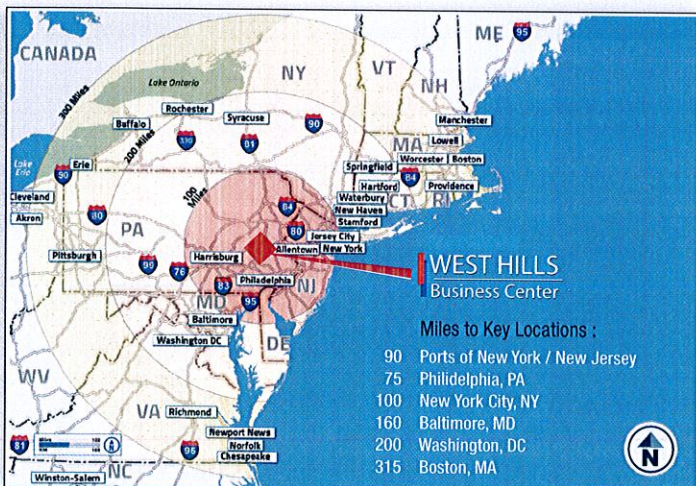 CANADA
ME
95
VT
NY
NH
Lake Ontario
300 Miles
Rochester
Manchester
Buffalo
Syracuse
90
MA
Lowell
200 Miles
81
Worcester
Boston
Lake Erie
Erie
Springfield
84
90
Hartford
Providence
CT
RI
Cleveland
100 Miles
84
Waterbury
New Haven
Akron
80
Stamford
PA
80
Jersey City
Pittsburgh
Harrisburg
Allentown
New York
76
WEST HILLS
Philadelphia
NJ
Business Center
83
MD
95
Baltimore
Miles to Key Locations :
Washington DC
DE
90 Ports of New York / New Jersey
WV
75 Philidelphia, PA
100 New York City, NY
VA
Richmond
160 Baltimore, MD
Newport News
200 Washington, DC
81
Miles
Norfolk
315 Boston, MA
Chesapeake
N
NC
Winston-Salem